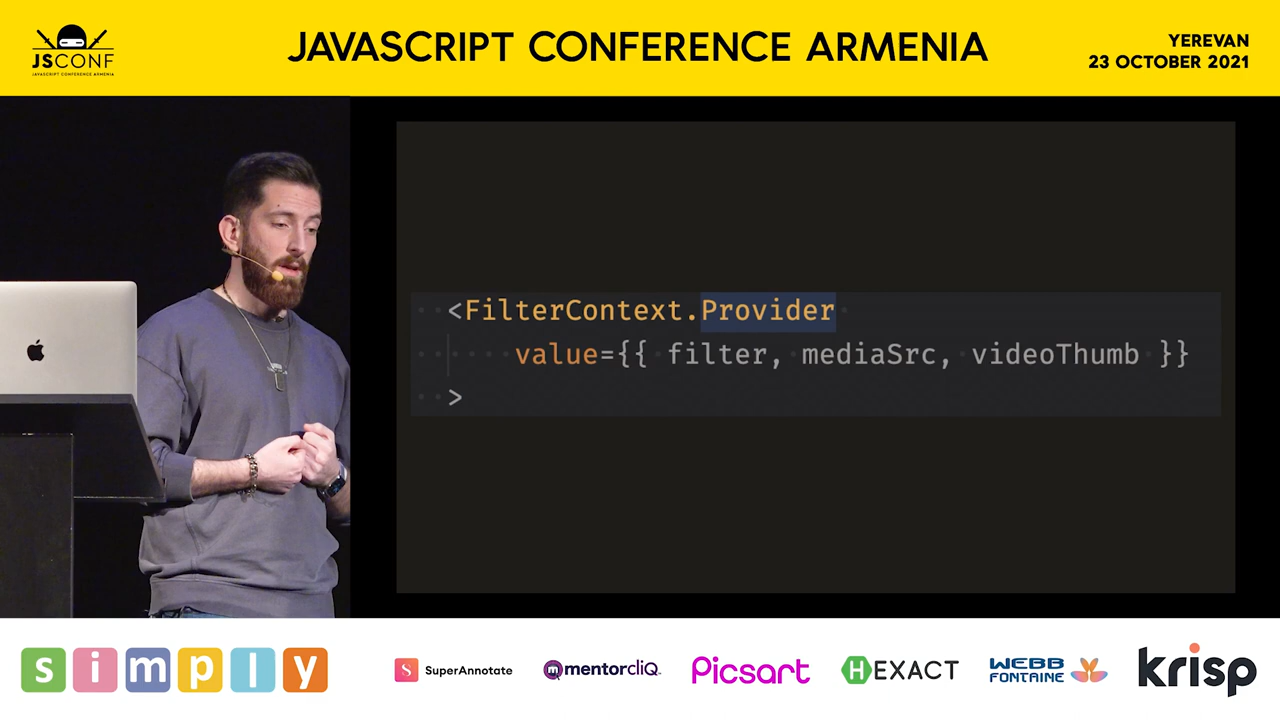 JSCONF
JAVASCRIPT CONFERENCE ARMENIA
JAVASCRIPT CONFERENCE ARMENIA
YEREVAN
23 OCTOBER 2021
<FilterContext.Provider
value={{ filter, mediaSrc, videoThumb }}
>
simply
S SuperAnnotate
m mentorcliQ
Picsart
HEXACT
WEBB
FONTAINE
krisp